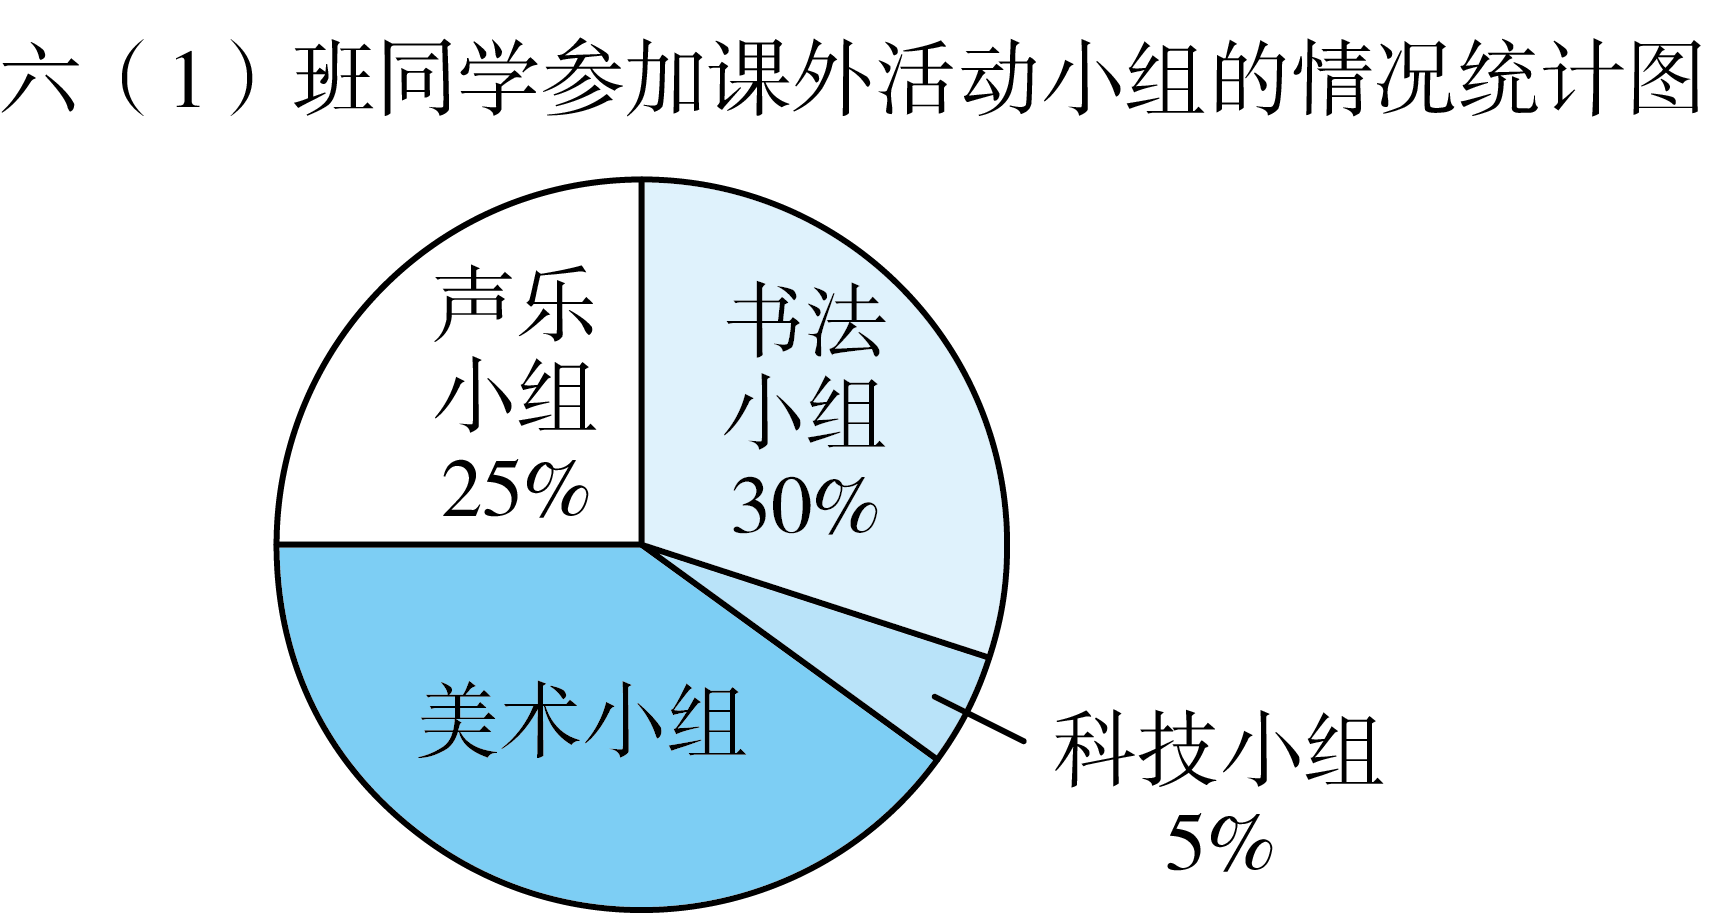 六（1）班同学参加课外活动小组的情况统计图
声乐
小组
25%
书法
小组
30%
美术小组
科技小组
5%